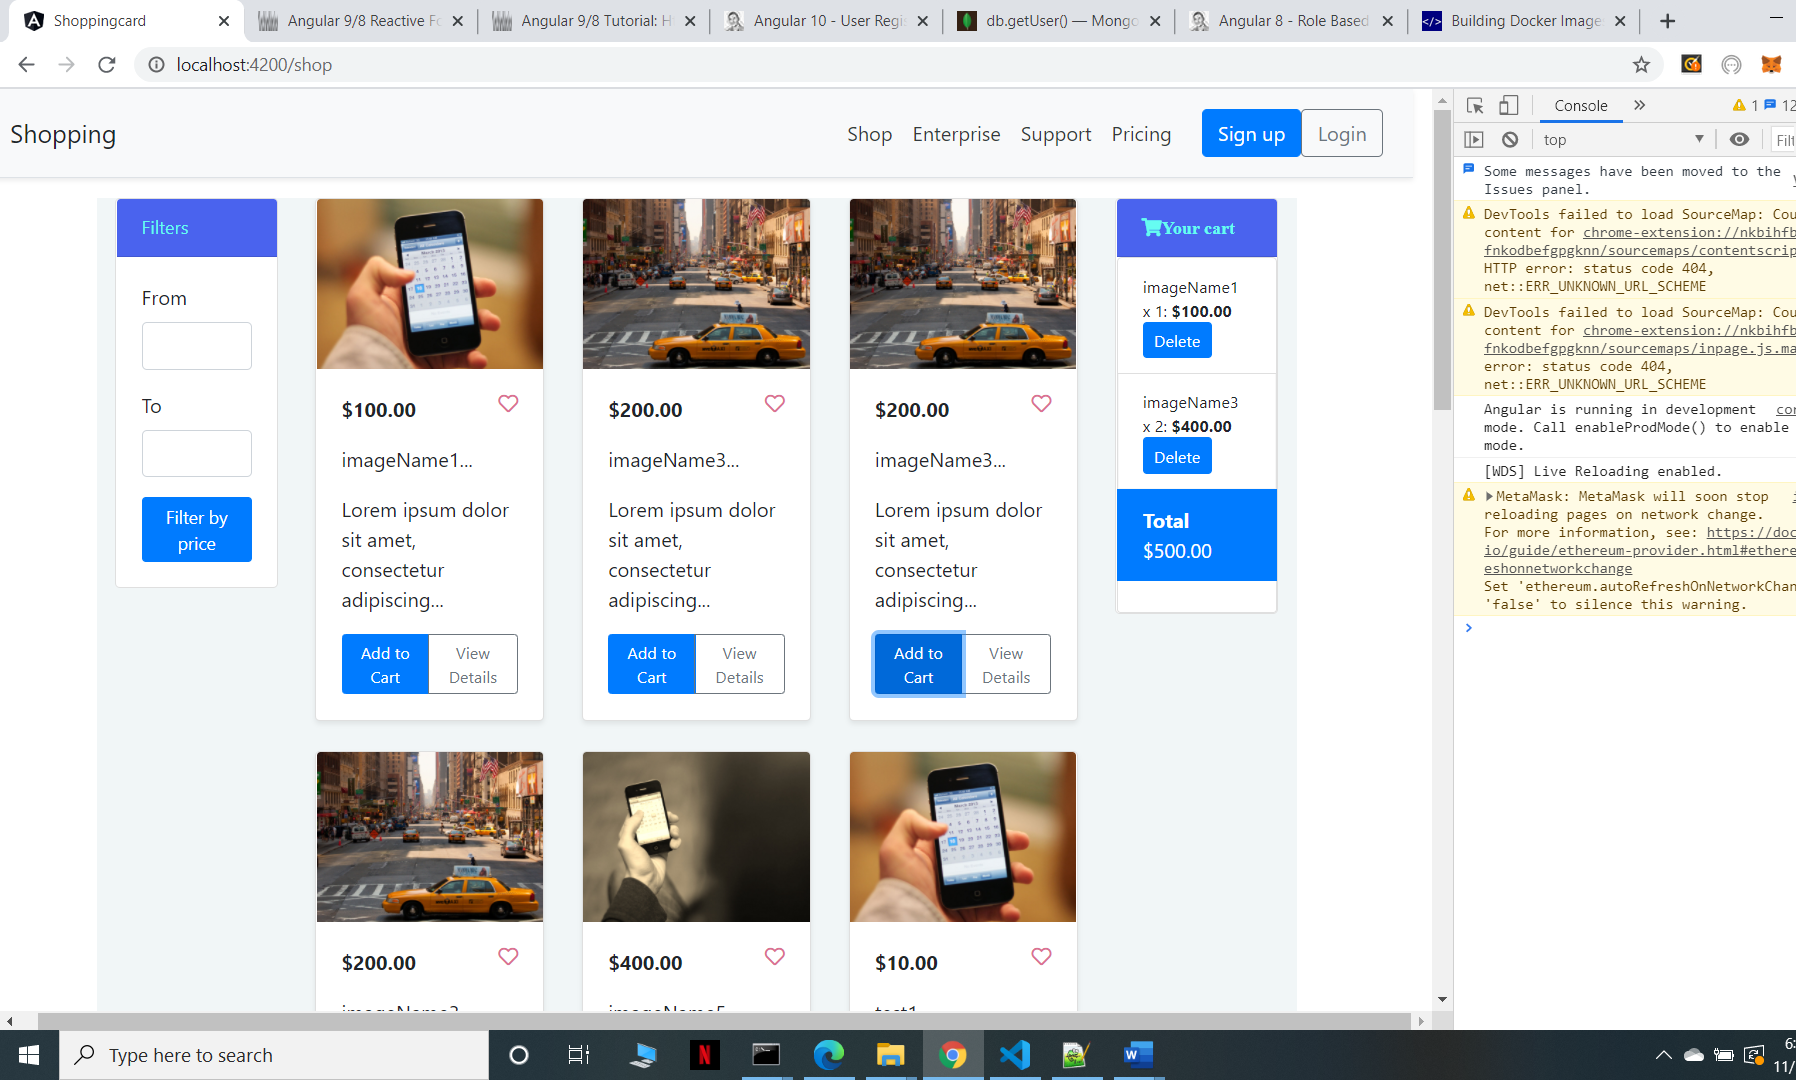 Shoppingcard
Angular 9/8 Reactive Fo
Angular 9/8 Tutorial: H
Angular 10 - User Regi
db.getUser() — Mongo
Angular 8 - Role Based
Building Docker Image
localhost:4200/shop
Shopping
Shop
Enterprise
Support
Pricing
Sign up
Login
Filters
From
To
Filter by
price
$100.00
imageName1...
Lorem ipsum dolor
sit amet,
consectetur
adipiscing...
Add to
Cart
View
Details
$200.00
imageName3...
Lorem ipsum dolor
sit amet,
consectetur
adipiscing...
Add to
Cart
View
Details
$200.00
imageName3...
Lorem ipsum dolor
sit amet,
consectetur
adipiscing...
Add to
Cart
View
Details
Your cart
imageName1
x 1: $100.00
Delete
imageName3
x 2: $400.00
Delete
Total
$500.00
$200.00
$400.00
$10.00
Console
1
12
top
Filt
Some messages have been moved to the
Issues panel.
DevTools failed to load SourceMap: Cou
content for chrome-extension://nkbihfb
fnkodbefgpgknn/sourcemaps/contentscrip
HTTP error: status code 404,
net::ERR_UNKNOWN_URL_SCHEME
DevTools failed to load SourceMap: Cou
content for chrome-extension://nkbihfb
fnkodbefgpgknn/sourcemaps/inpage.js.ma
error: status code 404,
net::ERR_UNKNOWN_URL_SCHEME
Angular is running in development cor
mode. Call enableProdMode() to enable
mode.
[WDS] Live Reloading enabled.
MetaMask: MetaMask will soon stop
reloading pages on network change.
For more information, see: https://doc
io/guide/ethereum-provider.html#ethere
eshonnetworkchange
Set 'ethereum.autoRefreshOnNetworkChan
'false' to silence this warning.
Type here to search
6:
11/